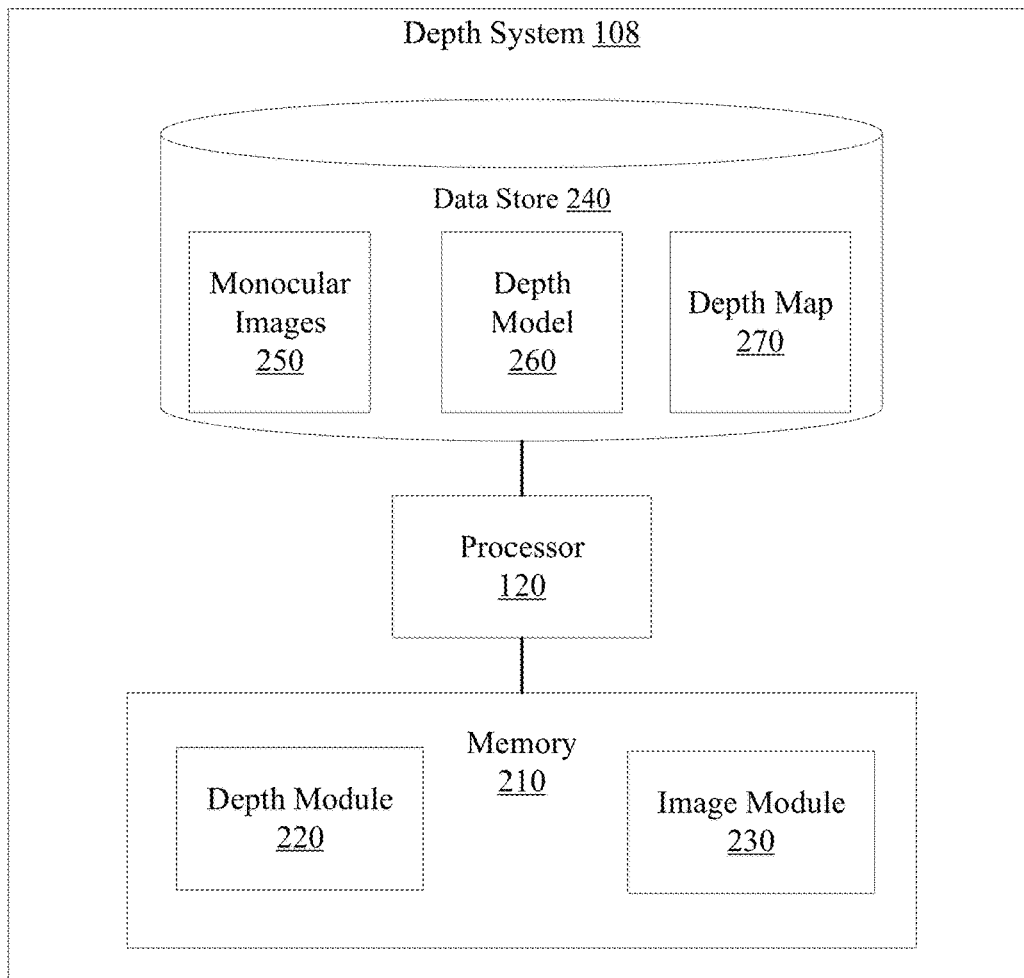 Depth System 108
Data Store 240
Monocular
Images
250
Depth
Model
260
Depth Map
270
Processor
120
Memory
210
Depth Module
220
Image Module
230